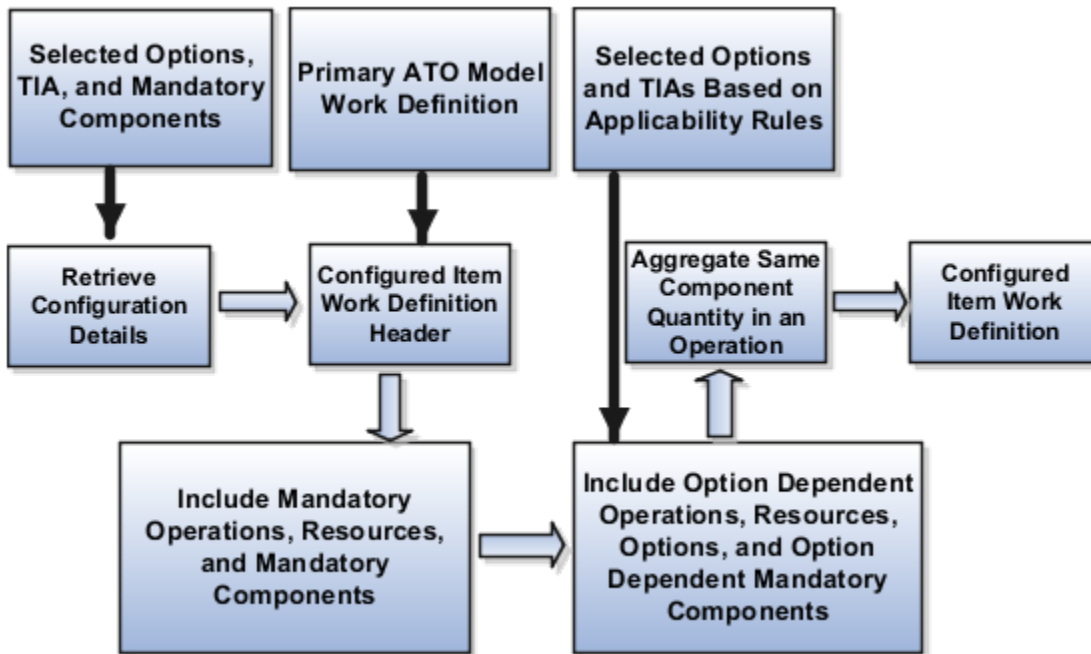 Selected Options,
TIA, and Mandatory
Components
Primary ATO Model
Work Definition
Selected Options
and TIAs Based on
Applicability Rules
Retrieve
Configuration
Details
Configured Item
Work Definition
Header
Aggregate Same
Component
Quantity in an
Operation
Configured
Item Work
Definition
Include Mandatory
Operations, Resources,
and Mandatory
Components
Include Option Dependent
Operations, Resources,
Options, and Option
Dependent Mandatory
Components